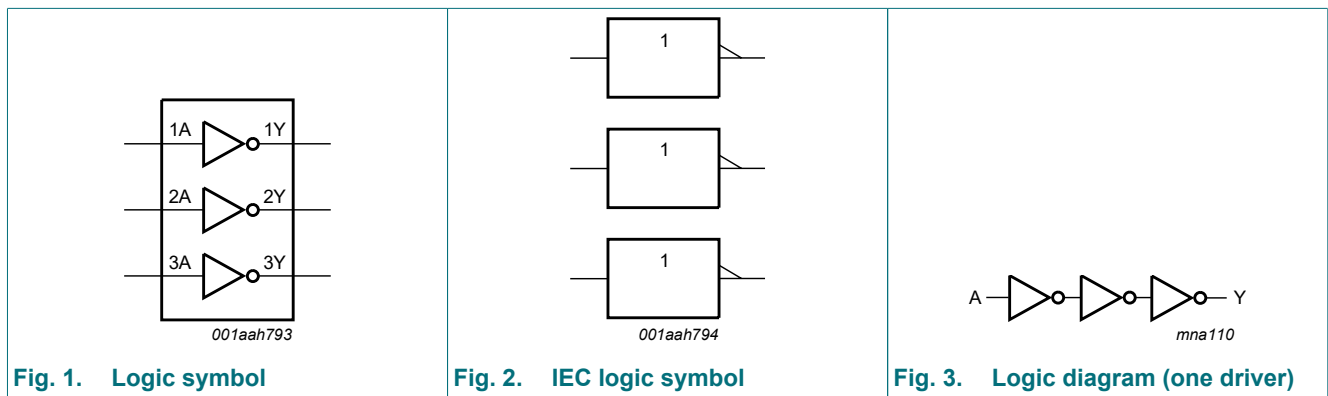 1A 1Y
2A 2Y
3A 3Y
001aah793
Fig. 1. Logic symbol
1
1
1
001aah794
Fig. 2. IEC logic symbol
A Y
mna110
Fig. 3. Logic diagram (one driver)